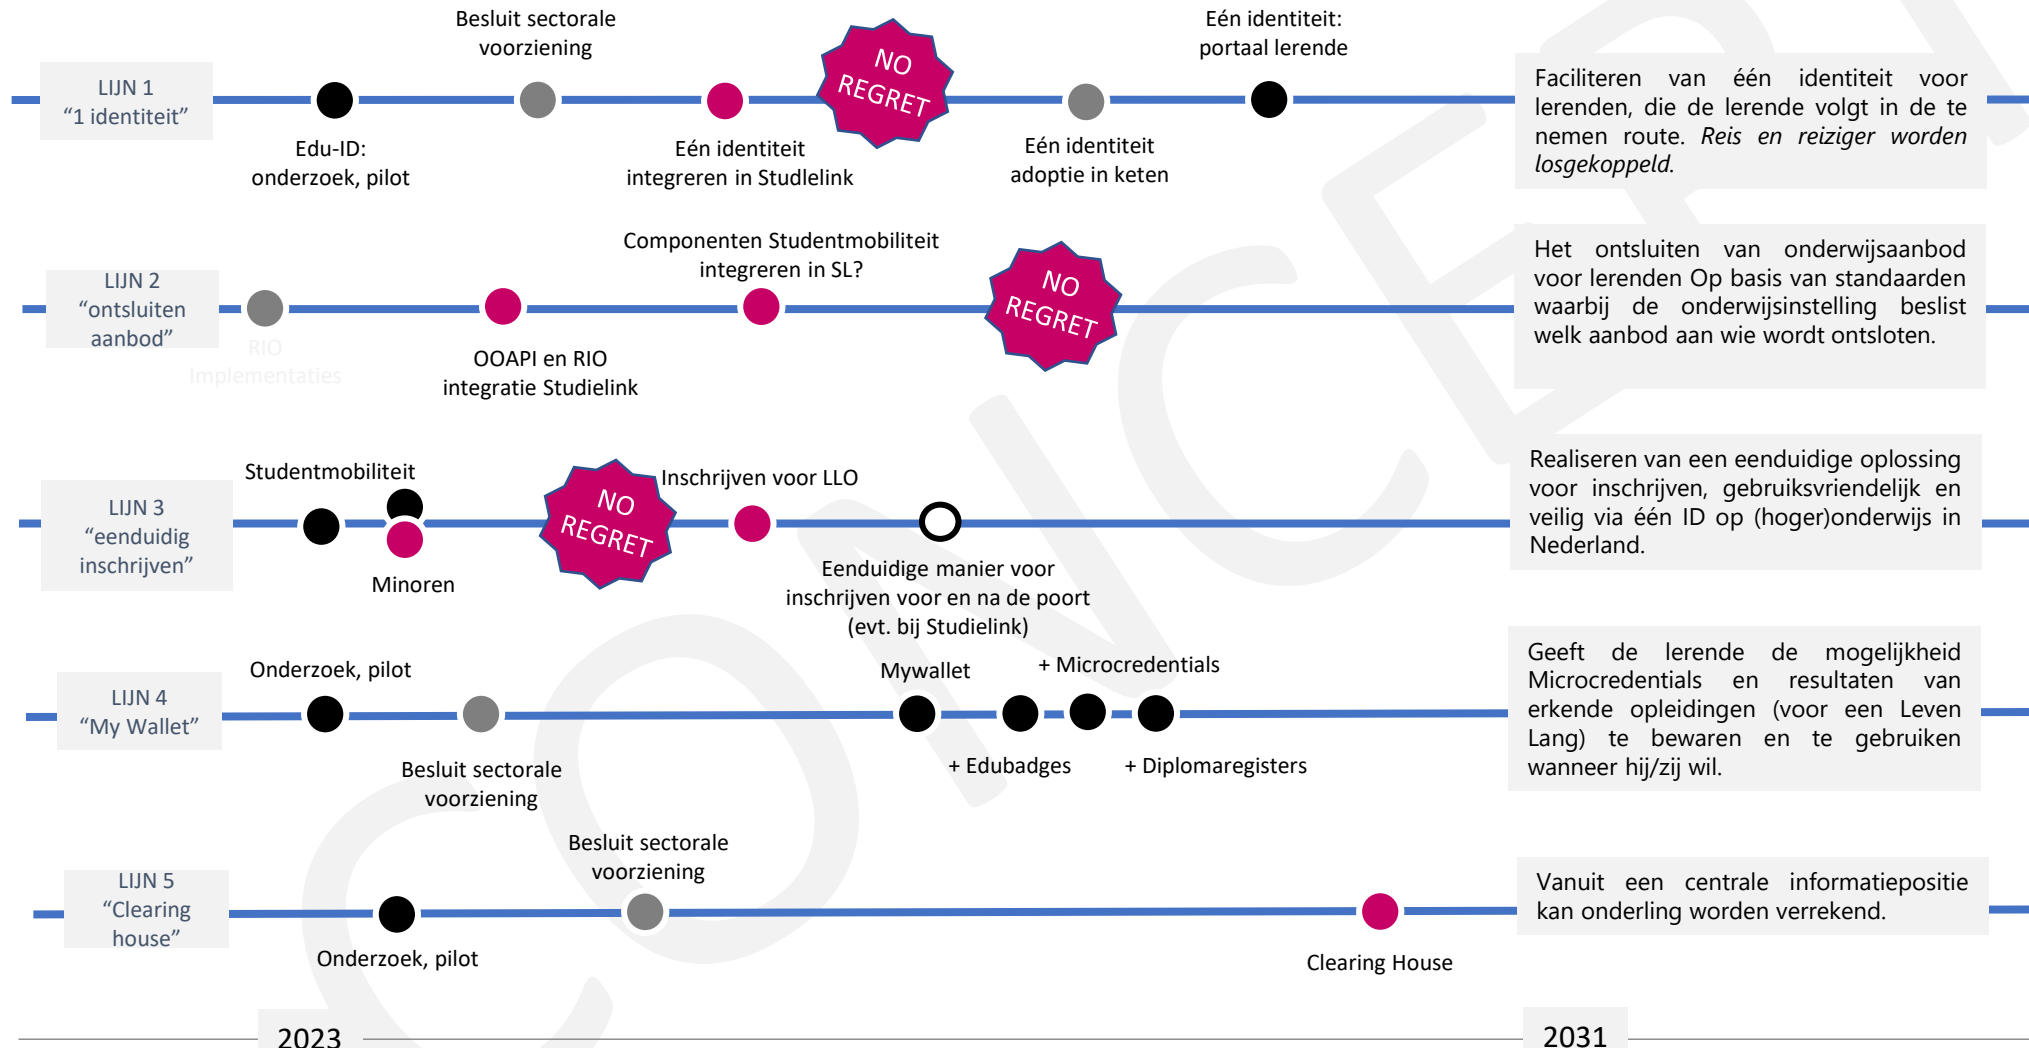 Besluit sectorale
voorziening
Eén identiteit:
portaal lerende
LIJN 1
“1 identiteit”
NO
REGRET
Edu-ID:
onderzoek, pilot
Eén identiteit
integreren in Studlelink
Eén identiteit
adoptie in keten
Faciliteren van één identiteit voor
lerenden, die de lerende volgt in de te
nemen route. Reis en reiziger worden
losgekoppeld.
LIJN 2
“ontsluiten
aanbod”
RIO
Implementaties
OOAPI en RIO
integratie Studielink
Componenten Studentmobiliteit
integreren in SL?
NO
REGRET
Het ontsluiten van onderwijsaanbod
voor lerenden Op basis van standaarden
waarbij de onderwijsinstelling beslist
welk aanbod aan wie wordt ontsloten.
LIJN 3
“eenduidig
inschrijven”
Studentmobiliteit
Minoren
NO
REGRET
Inschrijven voor LLO
Eenduidige manier voor
inschrijven voor en na de poort
(evt. bij Studielink)
Realiseren van een eenduidige oplossing
voor inschrijven, gebruiksvriendelijk en
veilig via één ID op (hoger)onderwijs in
Nederland.
LIJN 4
“My Wallet”
Onderzoek, pilot
Besluit sectorale
voorziening
Mywallet
+ Edubadges
+ Microcredentials
+ Diplomaregisters
Geeft de lerende de mogelijkheid
Microcredentials en resultaten van
erkende opleidingen (voor een Leven
Lang) te bewaren en te gebruiken
wanneer hij/zij wil.
LIJN 5
“Clearing
house”
Onderzoek, pilot
Besluit sectorale
voorziening
Clearing House
Vanuit een centrale informatiepositie
kan onderling worden verrekend.
2023
2031
CONCEPT